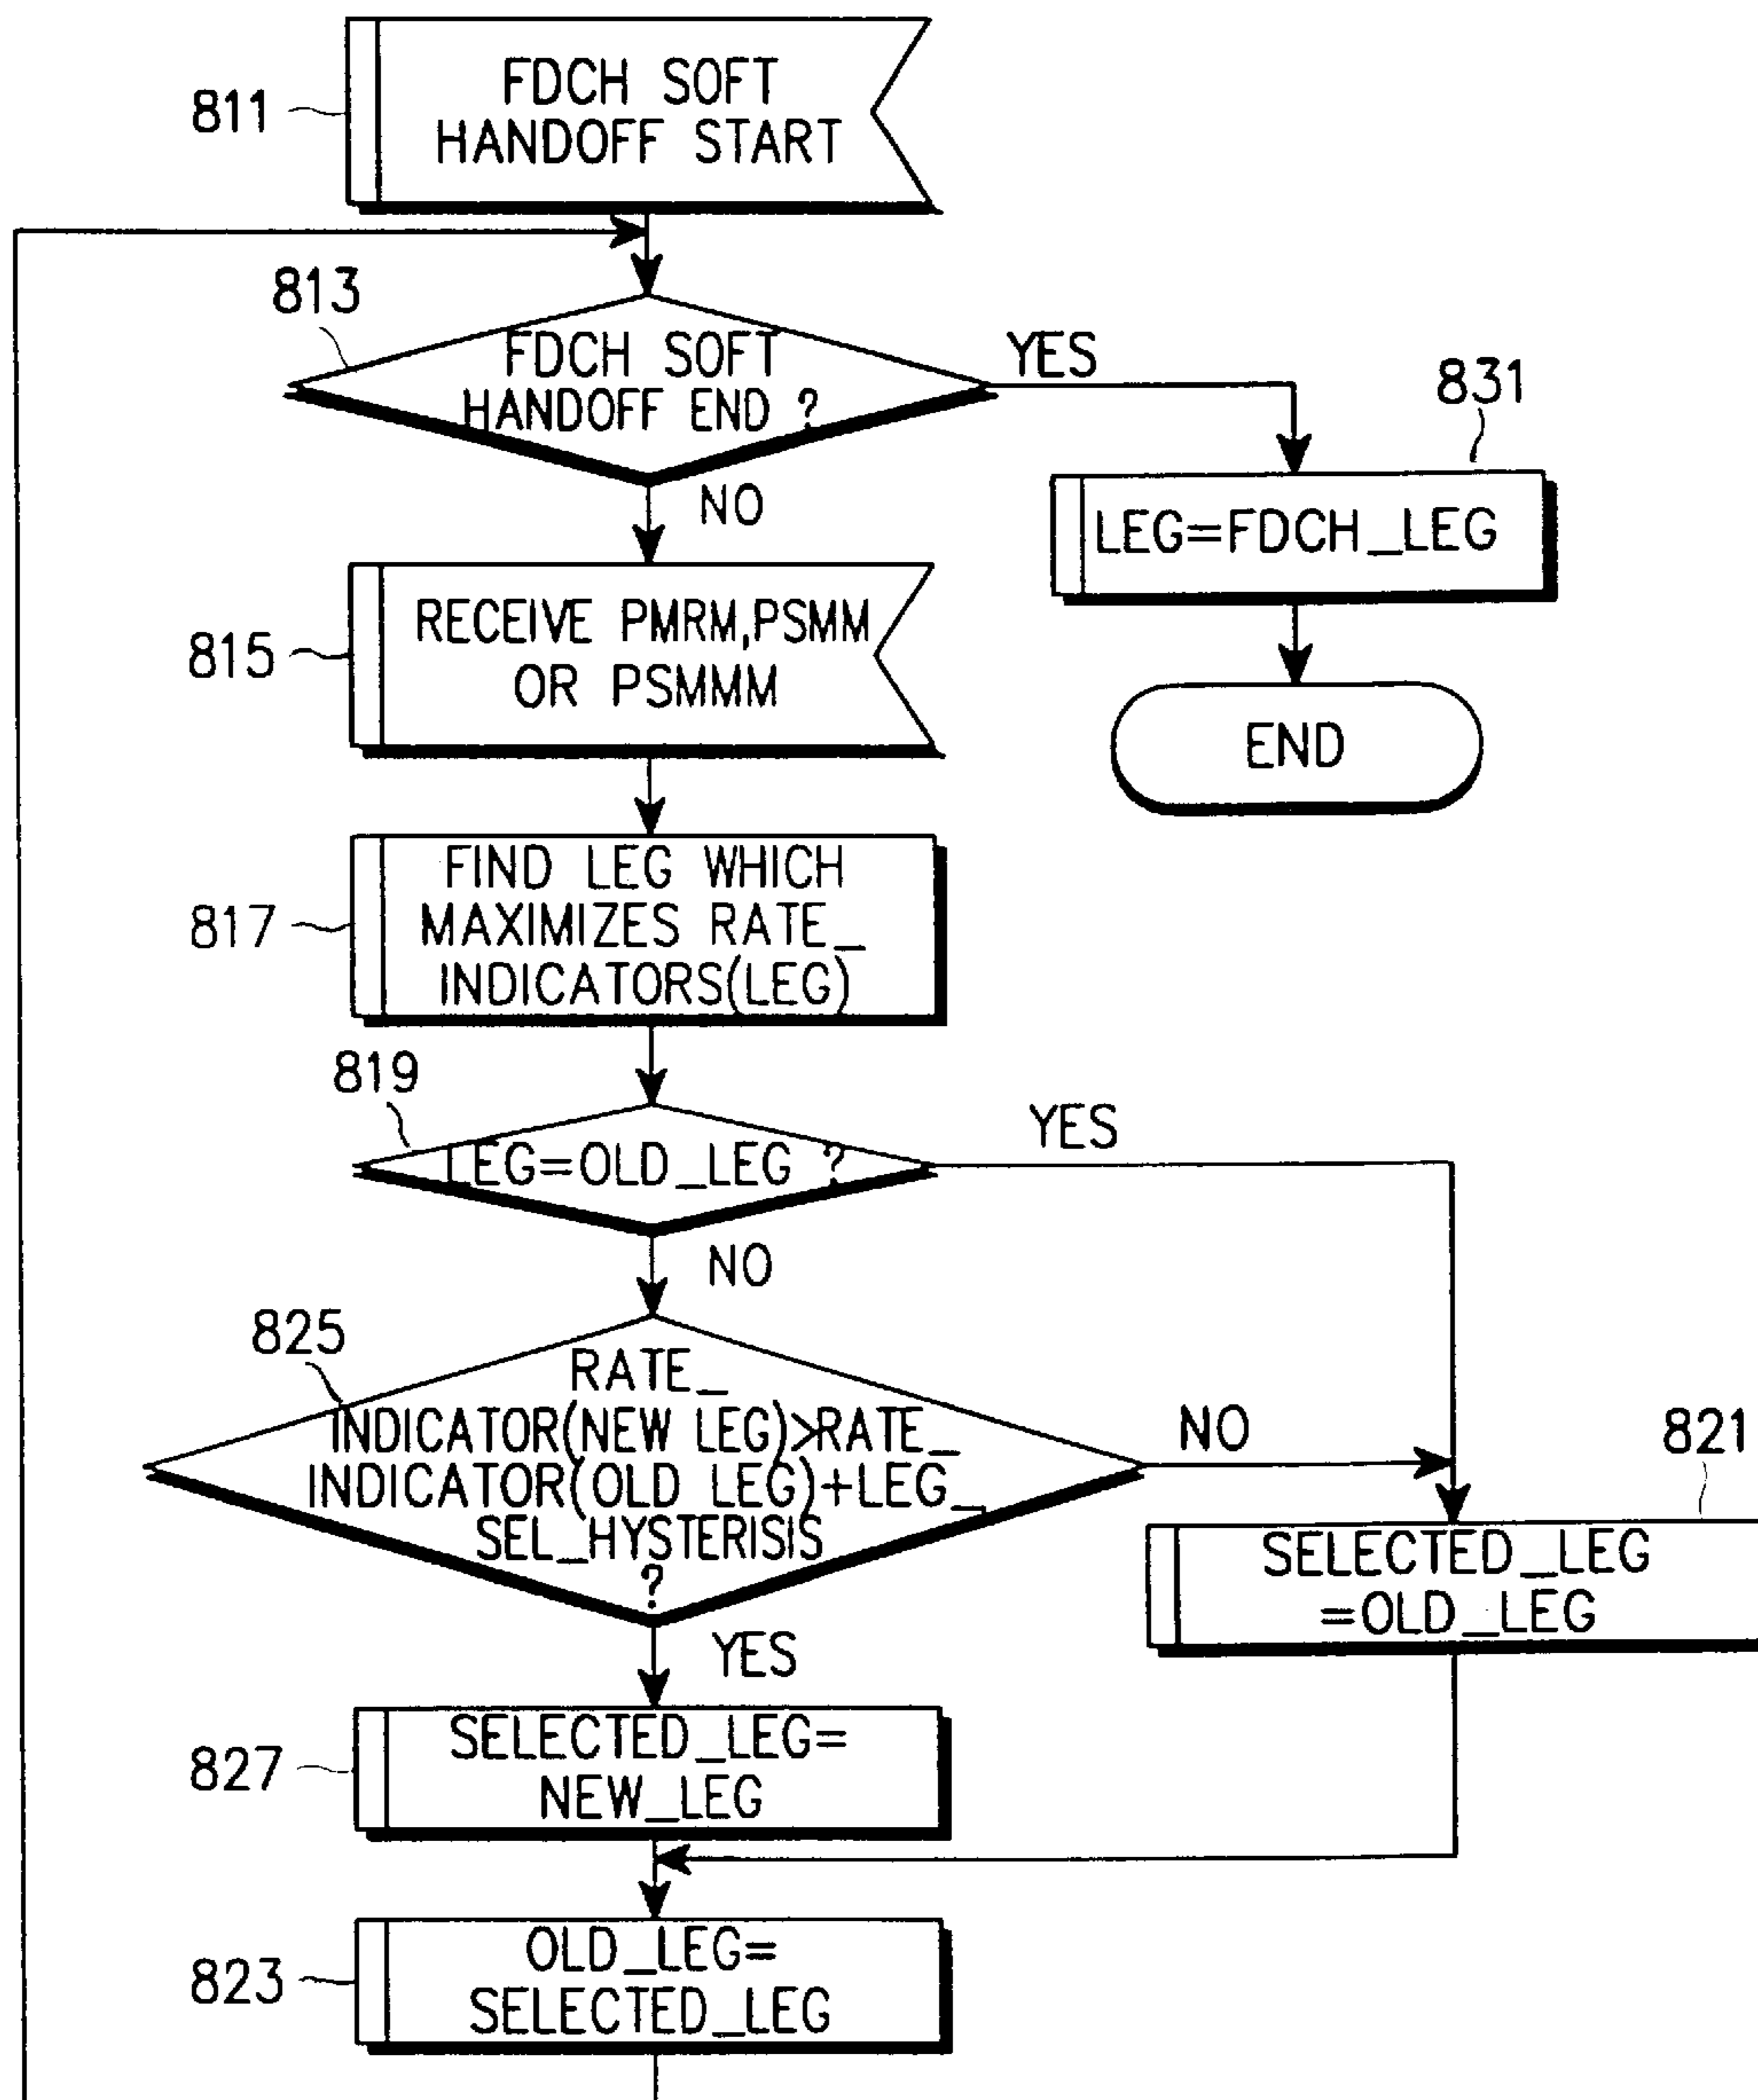 811
FDCH SOFT
HANDOFF START
813
FDCH SOFT
HANDOFF END ?
YES
NO
831
LEG=FDCH_LEG
END
815
RECEIVE PMRM,PSMM
OR PSMMM
817
FIND LEG WHICH
MAXIMIZES RATE_
INDICATORS(LEG)
819
LEG=OLD_LEG ?
YES
NO
825
RATE_
INDICATOR(NEW LEG)>RATE_
INDICATOR(OLD LEG)+LEG_
SEL_HYSTERISIS
?
NO
YES
821
SELECTED_LEG
=OLD_LEG
827
SELECTED_LEG=
NEW_LEG
823
OLD_LEG=
SELECTED_LEG